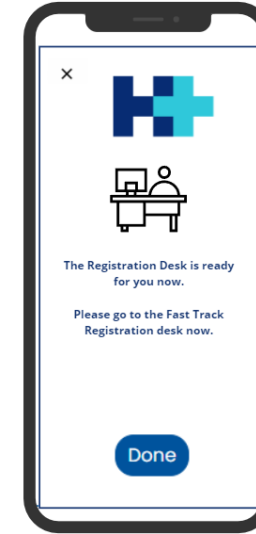 The Registration Desk is ready
for you now.
Please go to the Fast Track
Registration desk now.
Done